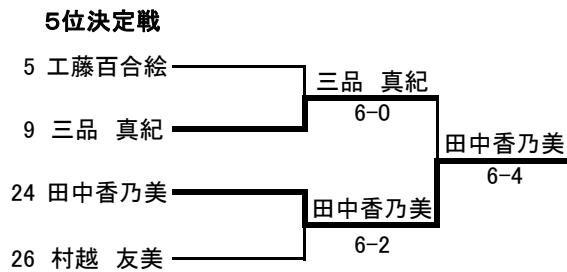 5位決定戦
5 工藤百合絵
三品 真紀
6-0
9 三品 真紀
田中香乃美
6-4
24 田中香乃美
田中香乃美
6-2
26 村越 友美